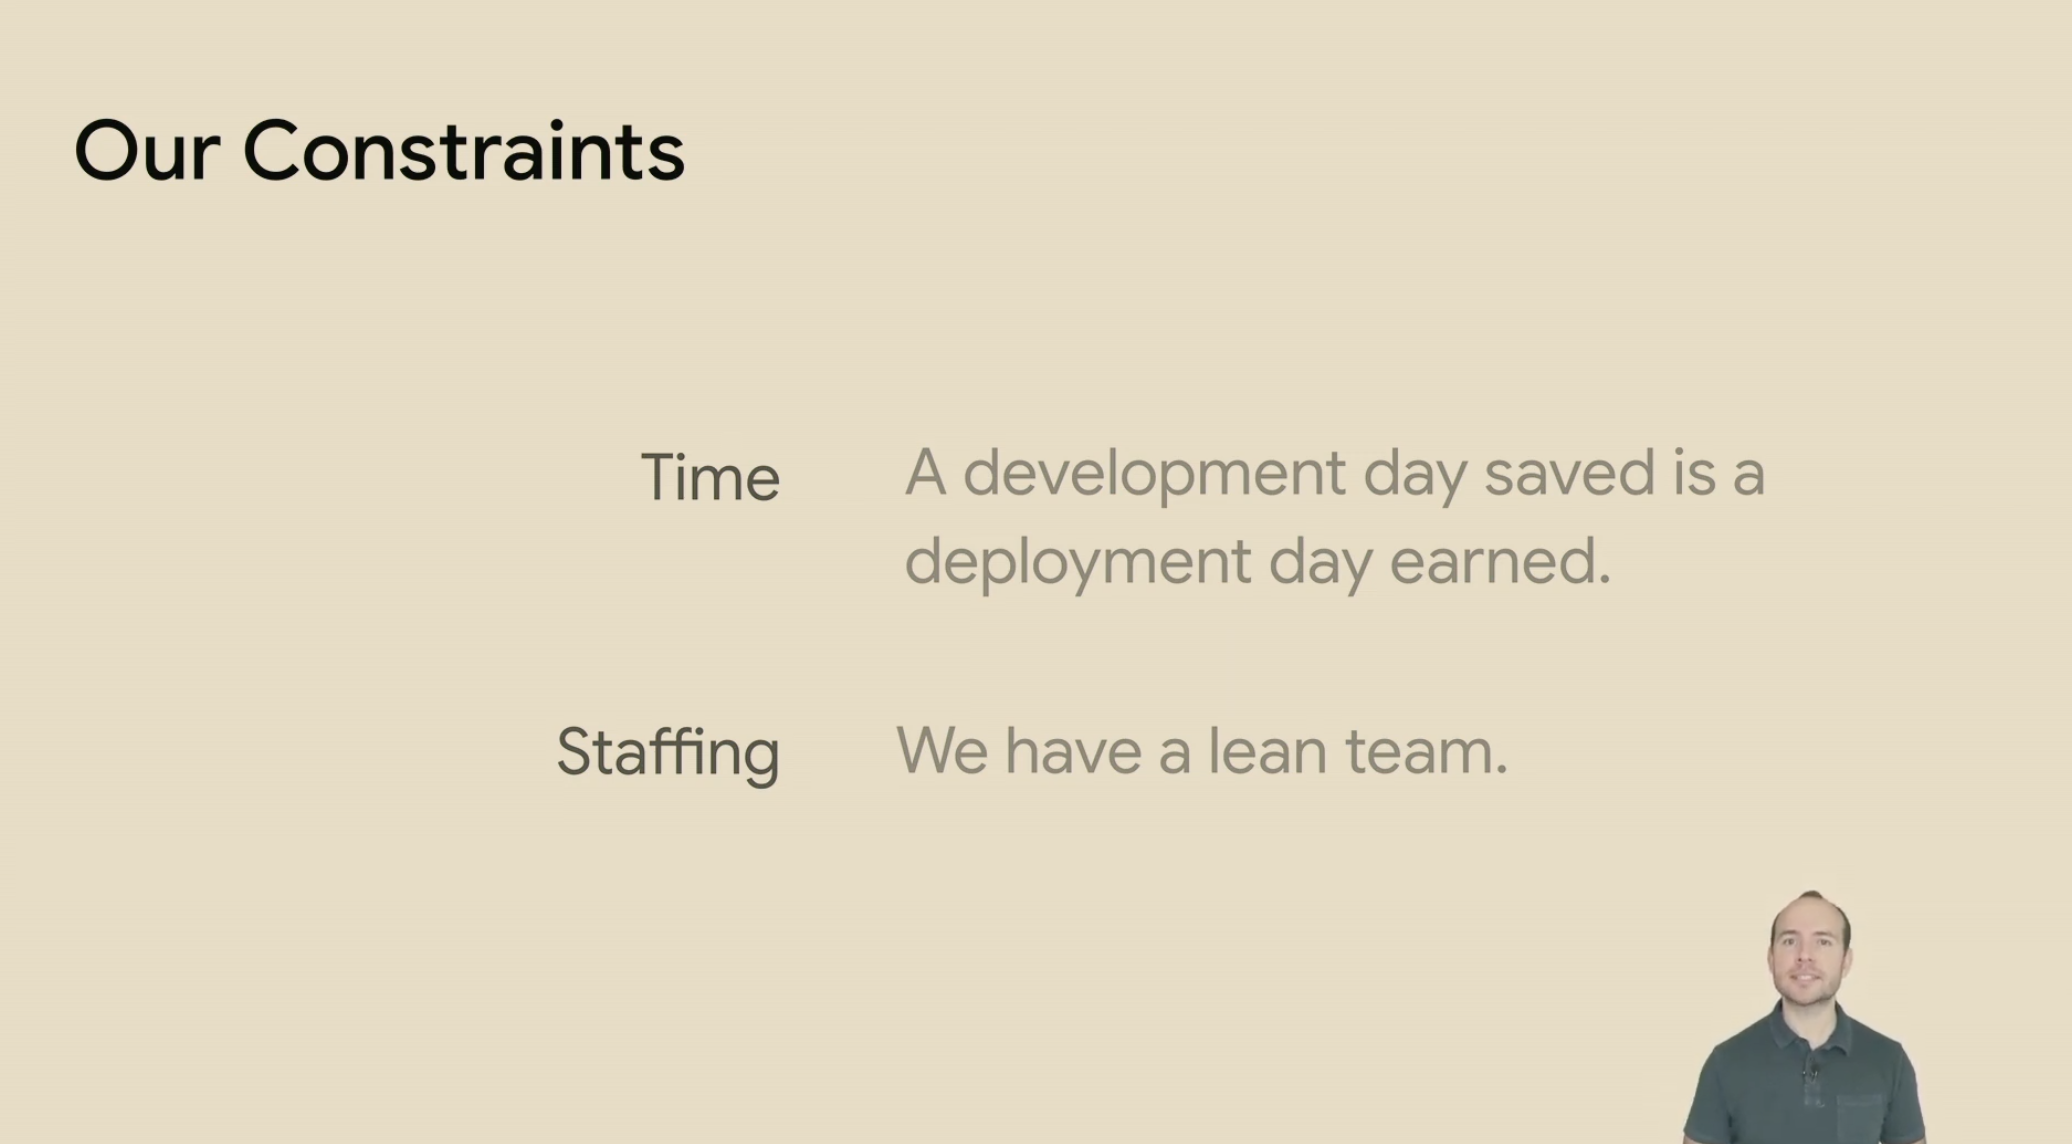 Our Constraints
Time
A development day saved is a
deployment day earned.
Staffing
We have a lean team.